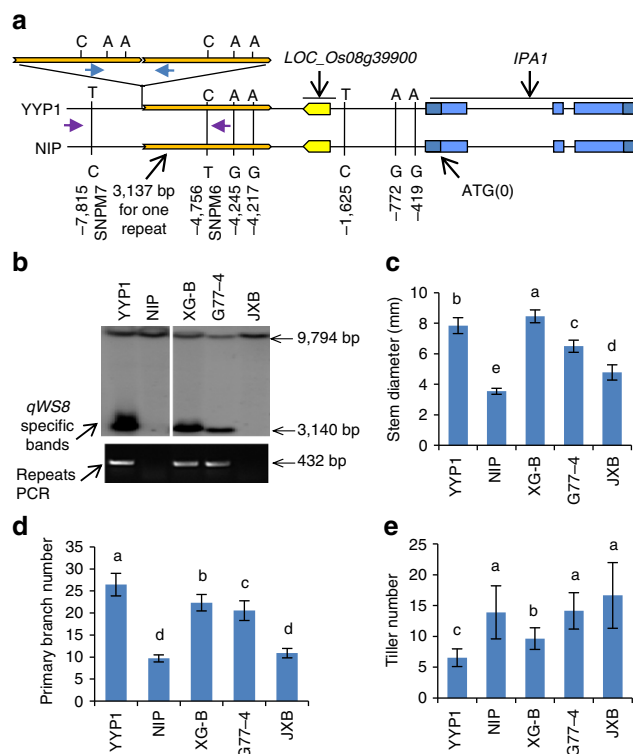 a
C A A C A A
LOC_Os08g39900
IPA1
T C A A T A A
YYP1
NIP
C T G G C G G
3,137 bp
for one
repeat
ATG(0)
−7,815
SNPM7
−4,756
SNPM6
−4,245
−4,217
−1,625
−772
−419
b
YYP1
NIP
XG-B
G77–4
JXB
9,794 bp
qWS8
specific
bands
3,140 bp
Repeats
PCR
432 bp
c
Stem diameter (mm)
10
8
6
4
2
0
b e a c d
YYP1
NIP
XG-B
G77–4
JXB
d
Primary branch number
35
30
25
20
15
10
5
0
a d b c d
YYP1
NIP
XG-B
G77–4
JXB
e
Tiller number
25
20
15
10
5
0
c a b a a
YYP1
NIP
XG-B
G77–4
JXB